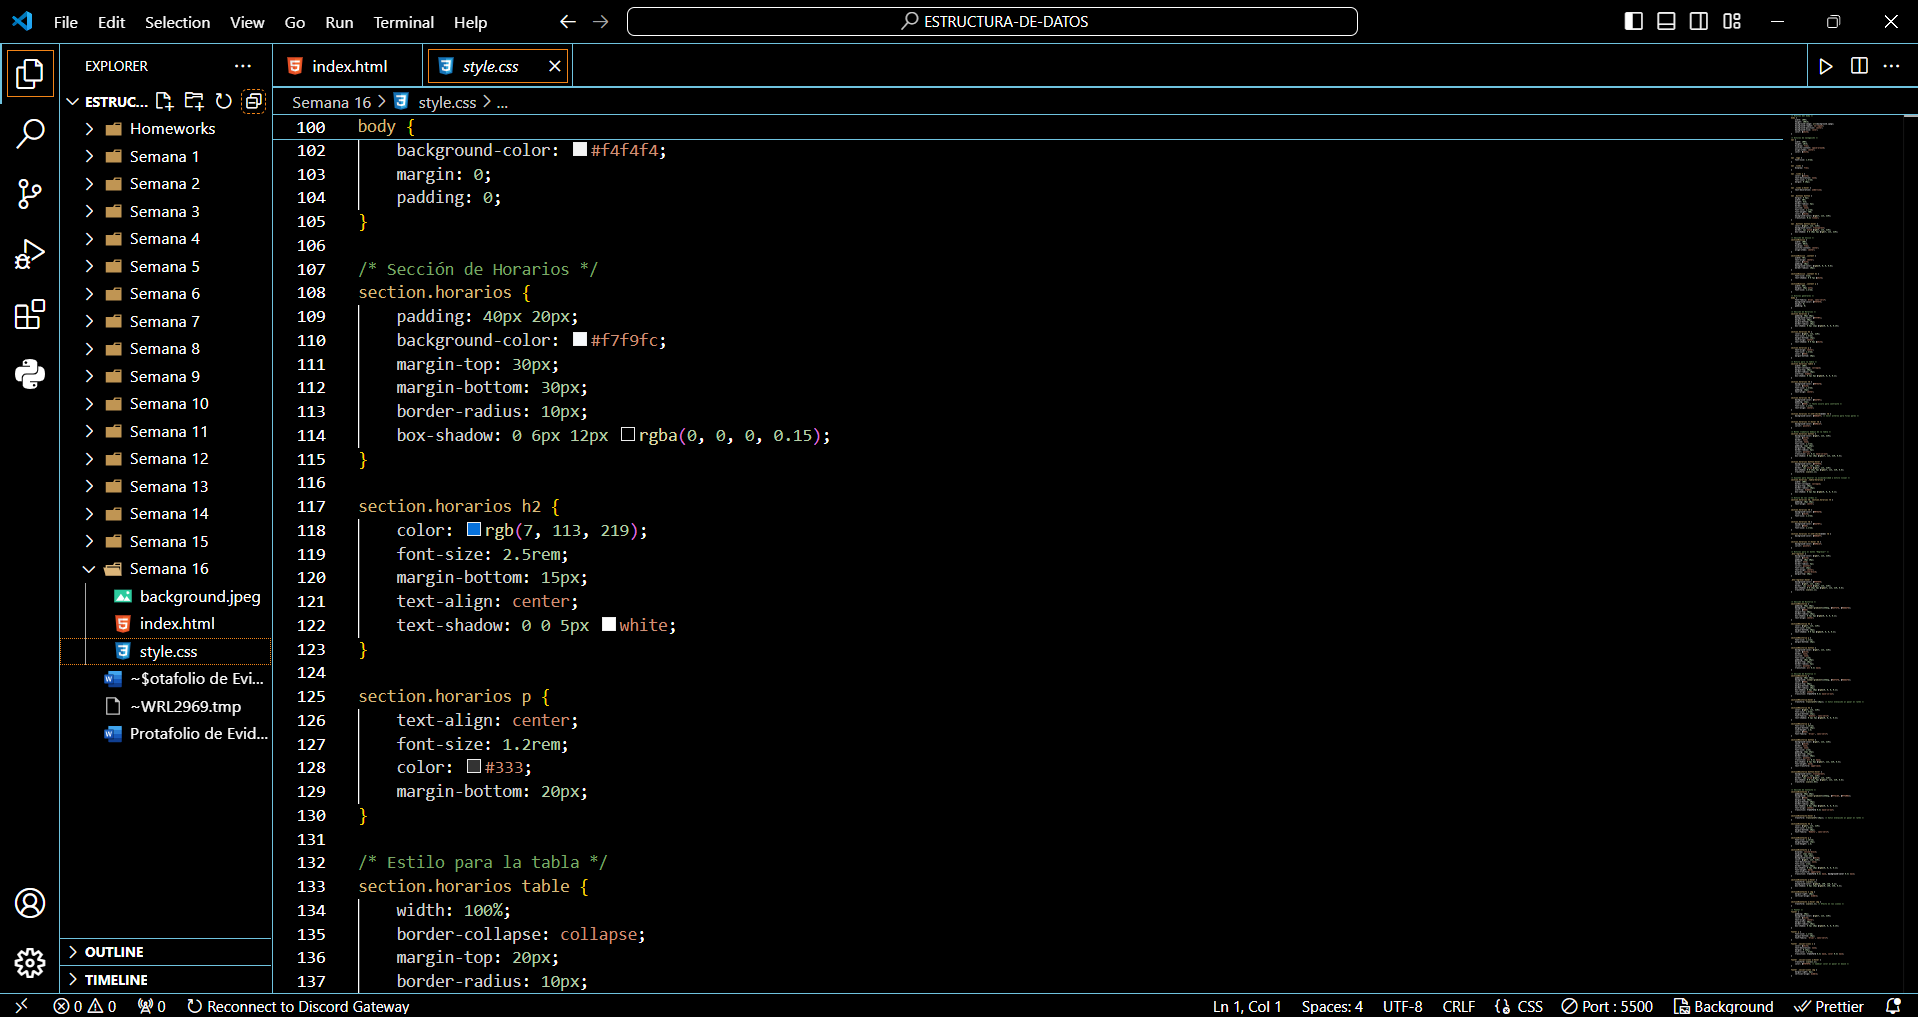 File Edit Selection View Go Run Terminal Help
ESTRUCTURA-DE-DATOS
EXPLORER
ESTRUC...
Homeworks
Semana 1
Semana 2
Semana 3
Semana 4
Semana 5
Semana 6
Semana 7
Semana 8
Semana 9
Semana 10
Semana 11
Semana 12
Semana 13
Semana 14
Semana 15
Semana 16
background.jpeg
index.html
style.css
~$otafolio de Evi...
~WRL2969.tmp
Protafolio de Evid...
OUTLINE
TIMELINE
index.html
style.css
Semana 16 > style.css > ...
100 body {
102 background-color: #f4f4f4;
103 margin: 0;
104 padding: 0;
105 }
106
107 /* Sección de Horarios */
108 section.horarios {
109 padding: 40px 20px;
110 background-color: #f7f9fc;
111 margin-top: 30px;
112 margin-bottom: 30px;
113 border-radius: 10px;
114 box-shadow: 0 6px 12px rgba(0, 0, 0, 0.15);
115 }
116
117 section.horarios h2 {
118 color: rgb(7, 113, 219);
119 font-size: 2.5rem;
120 margin-bottom: 15px;
121 text-align: center;
122 text-shadow: 0 0 5px white;
123 }
124
125 section.horarios p {
126 text-align: center;
127 font-size: 1.2rem;
128 color: #333;
129 margin-bottom: 20px;
130 }
131
132 /* Estilo para la tabla */
133 section.horarios table {
134 width: 100%;
135 border-collapse: collapse;
136 margin-top: 20px;
137 border-radius: 10px;
0 0 0 Reconnect to Discord Gateway Ln 1, Col 1 Spaces: 4 UTF-8 CRLF {} CSS Port : 5500 Background Prettier